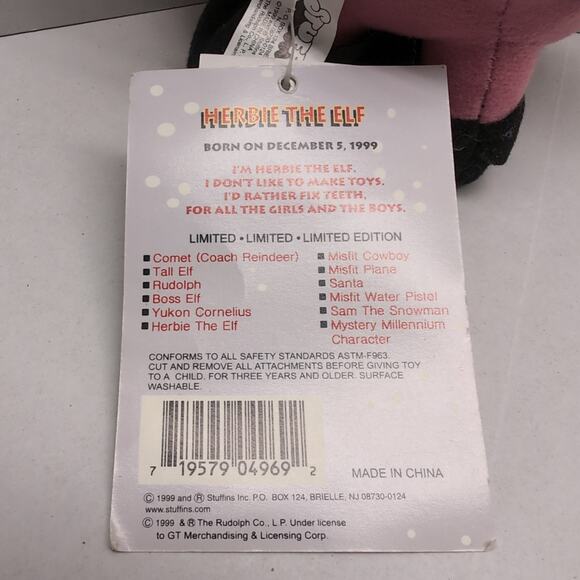 HERBIE THE ELF
BORN ON DECEMBER 5, 1999
I'M HERBIE THE ELF.
I DON'T LIKE TO MAKE TOYS.
I'D RATHER FIX TEETH,
FOR ALL THE GIRLS AND THE BOYS.
LIMITED • LIMITED • LIMITED EDITION
■ Comet (Coach Reindeer)
■ Tall Elf
■ Rudolph
■ Boss Elf
■ Yukon Cornelius
■ Herbie The Elf
■ Misfit Cowboy
■ Misfit Plane
■ Santa
■ Misfit Water Pistol
■ Sam The Snowman
■ Mystery Millennium
Character
CONFORMS TO ALL SAFETY STANDARDS ASTM-F963.
CUT AND REMOVE ALL ATTACHMENTS BEFORE GIVING TOY
TO A CHILD. FOR THREE YEARS AND OLDER. SURFACE
WASHABLE.
7 19579 04969 2
MADE IN CHINA
© 1999 and ® Stuffins Inc. P.O. BOX 124, BRIELLE, NJ 08730-0124
www.stuffins.com
© 1999 & ® The Rudolph Co., L.P. Under license
to GT Merchandising & Licensing Corp.